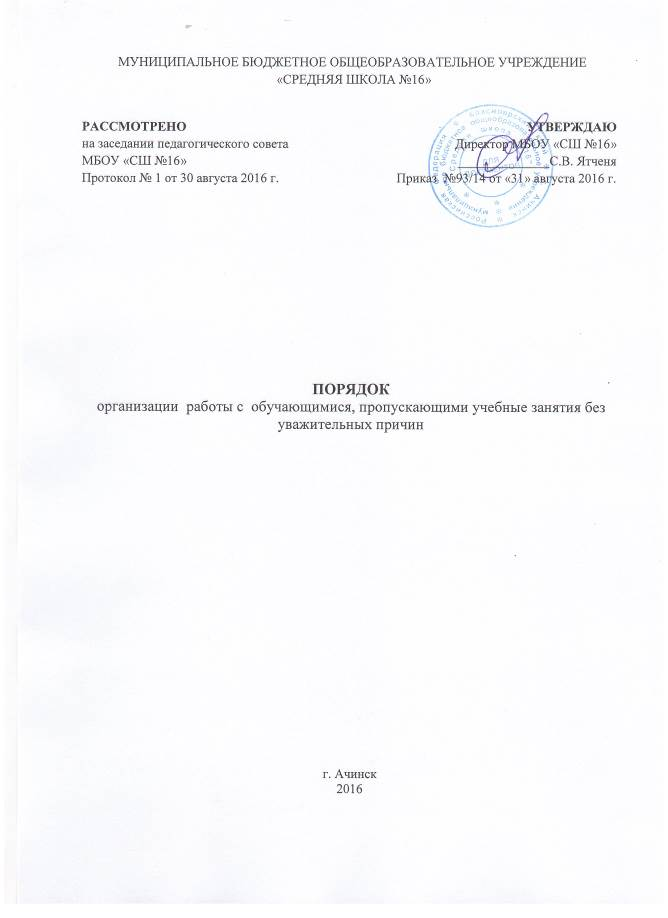 МУНИЦИПАЛЬНОЕ БЮДЖЕТНОЕ ОБЩЕОБРАЗОВАТЕЛЬНОЕ УЧРЕЖДЕНИЕ
«СРЕДНЯЯ ШКОЛА №16»
РАССМОТРЕНО
на заседании педагогического совета
МБОУ «СШ №16»
Протокол № 1 от 30 августа 2016 г.
УТВЕРЖДАЮ
Директор МБОУ «СШ №16»
С.В. Ятченя
Приказ №93/14 от «31» августа 2016 г.
ПОРЯДОК
организации работы с обучающимися, пропускающими учебные занятия без
уважительных причин
г. Ачинск
2016